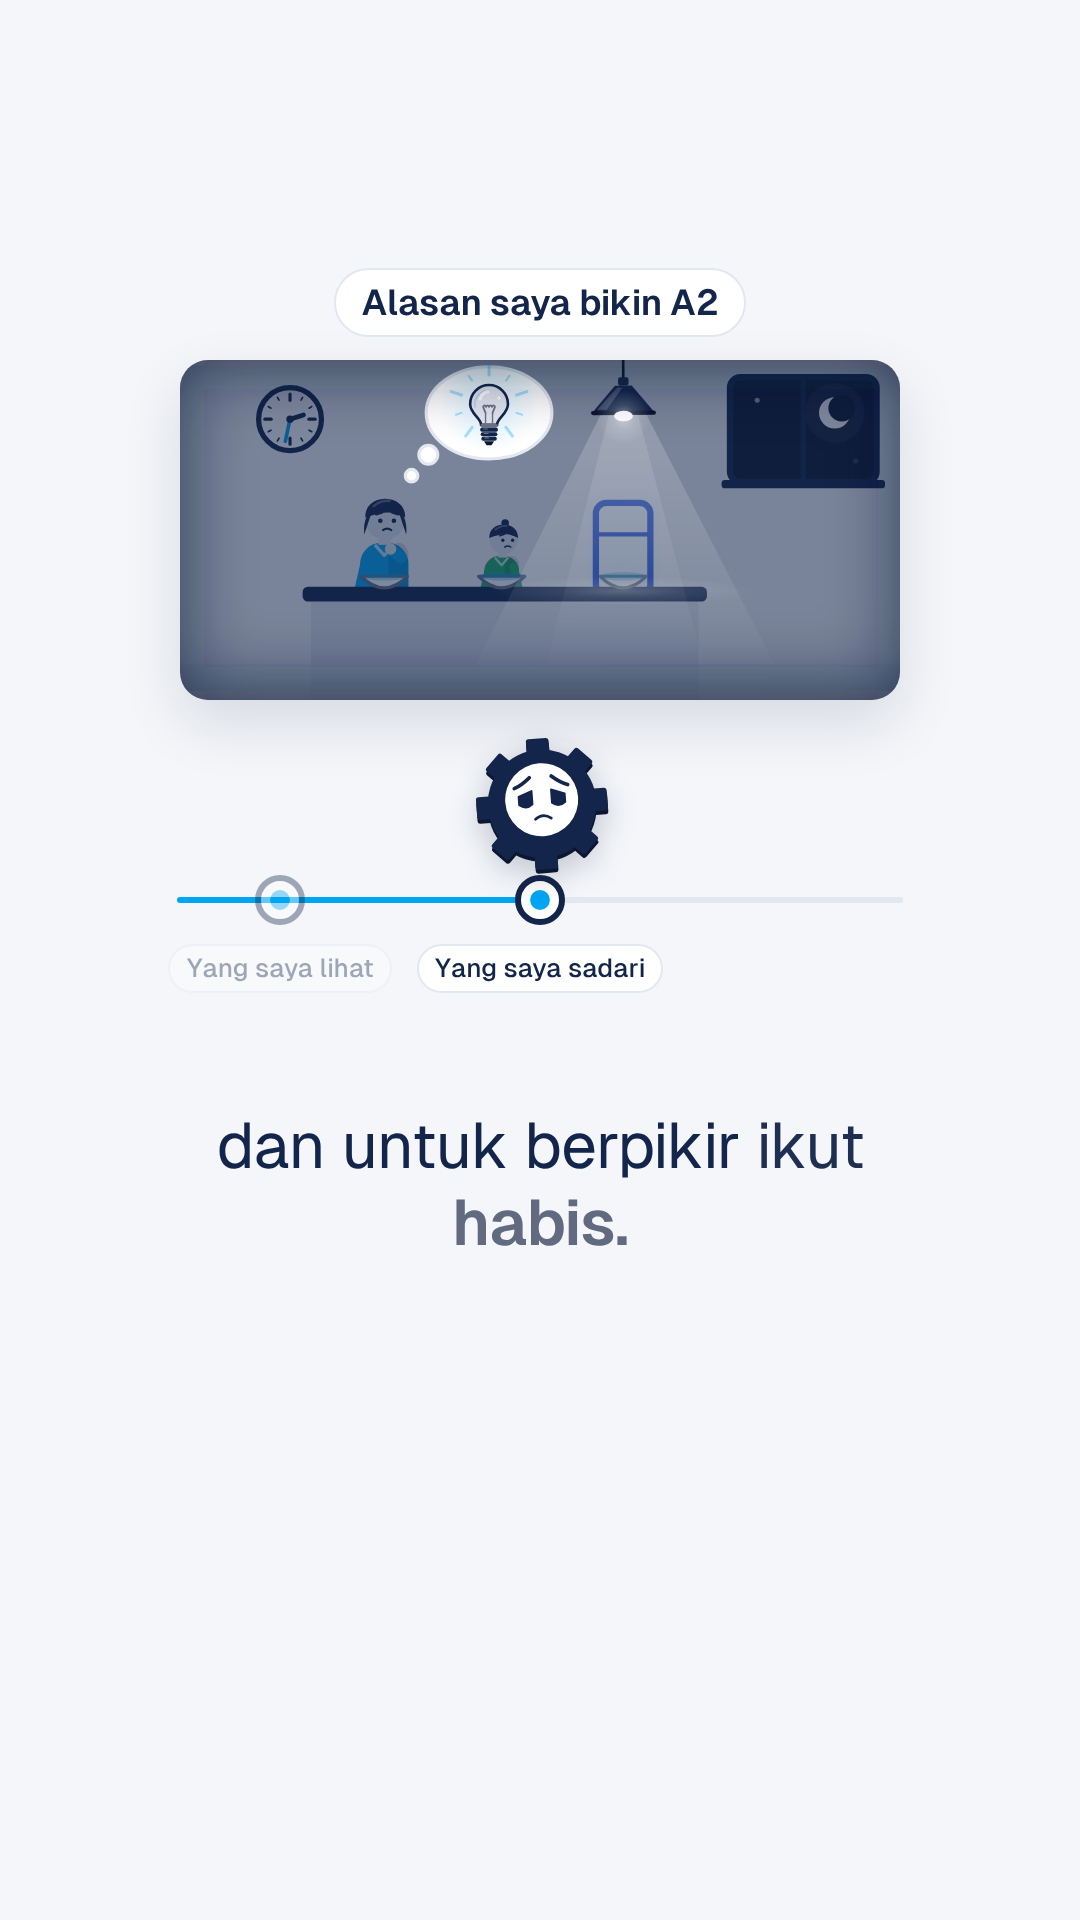 Alasan saya bikin A2
Yang saya lihat
Yang saya sadari
dan untuk berpikir ikut
habis.